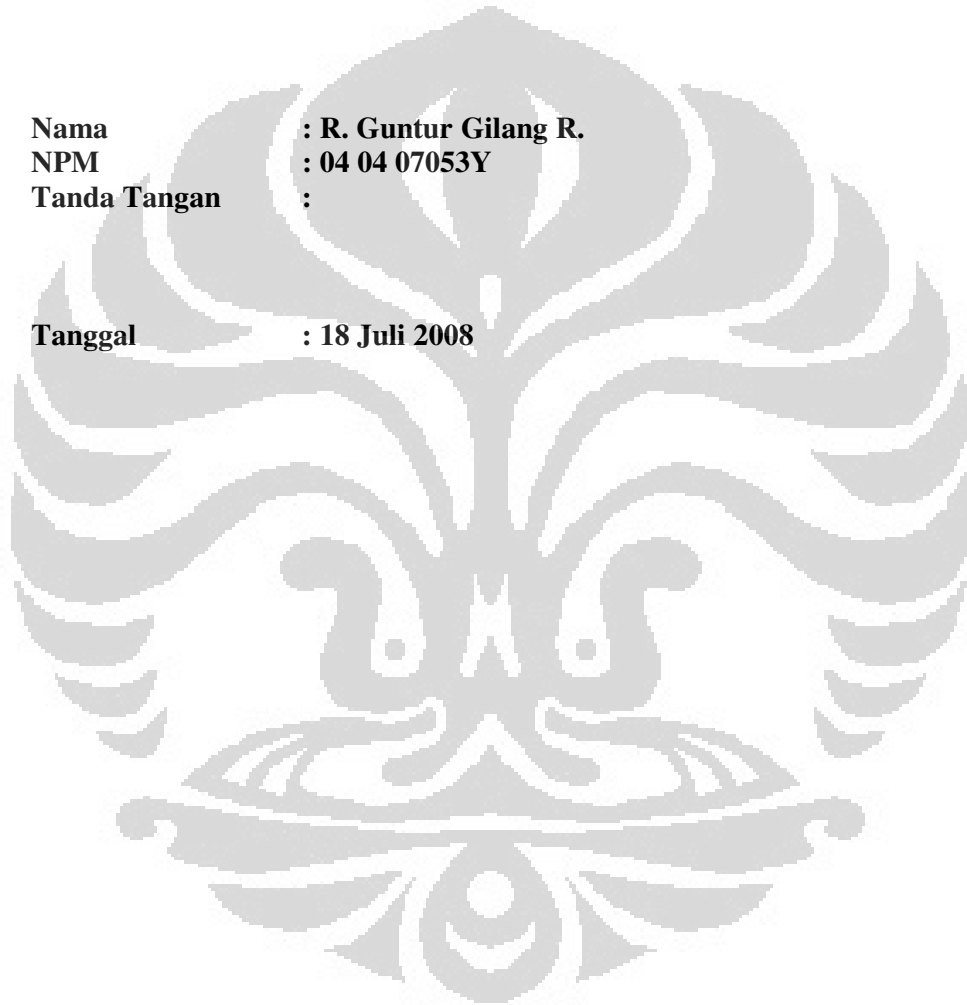 Nama : R. Guntur Gilang R.
NPM : 04 04 07053Y
Tanda Tangan :
Tanggal : 18 Juli 2008